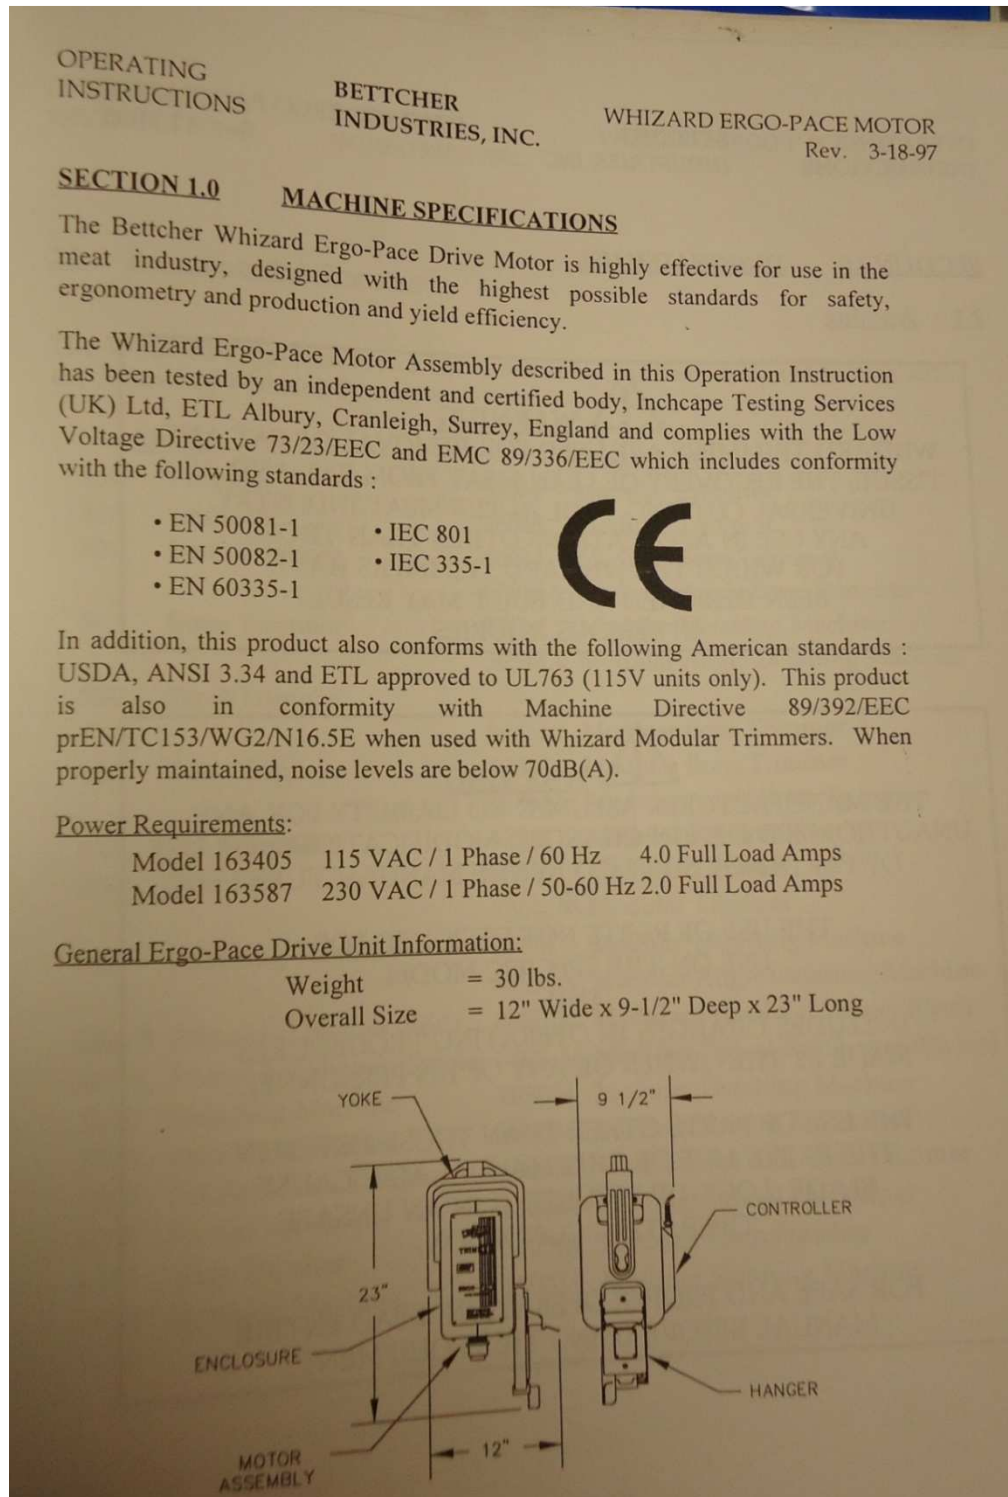 OPERATING
INSTRUCTIONS
BETTCHER
INDUSTRIES, INC.
WHIZARD ERGO-PACE MOTOR
Rev. 3-18-97
SECTION 1.0 MACHINE SPECIFICATIONS
The Bettcher Whizard Ergo-Pace Drive Motor is highly effective for use in the
meat industry, designed with the highest possible standards for safety,
ergonometry and production and yield efficiency.
The Whizard Ergo-Pace Motor Assembly described in this Operation Instruction
has been tested by an independent and certified body, Inchcape Testing Services
(UK) Ltd, ETL Albury, Cranleigh, Surrey, England and complies with the Low
Voltage Directive 73/23/EEC and EMC 89/336/EEC which includes conformity
with the following standards :
• EN 50081-1 • IEC 801
• EN 50082-1 • IEC 335-1
• EN 60335-1
CE
In addition, this product also conforms with the following American standards :
USDA, ANSI 3.34 and ETL approved to UL763 (115V units only). This product
is also in conformity with Machine Directive 89/392/EEC
prEN/TC153/WG2/N16.5E when used with Whizard Modular Trimmers. When
properly maintained, noise levels are below 70dB(A).
Power Requirements:
Model 163405 115 VAC / 1 Phase / 60 Hz 4.0 Full Load Amps
Model 163587 230 VAC / 1 Phase / 50-60 Hz 2.0 Full Load Amps
General Ergo-Pace Drive Unit Information:
Weight = 30 lbs.
Overall Size = 12" Wide x 9-1/2" Deep x 23" Long
YOKE
9 1/2"
CONTROLLER
23"
ENCLOSURE
HANGER
12"
MOTOR
ASSEMBLY